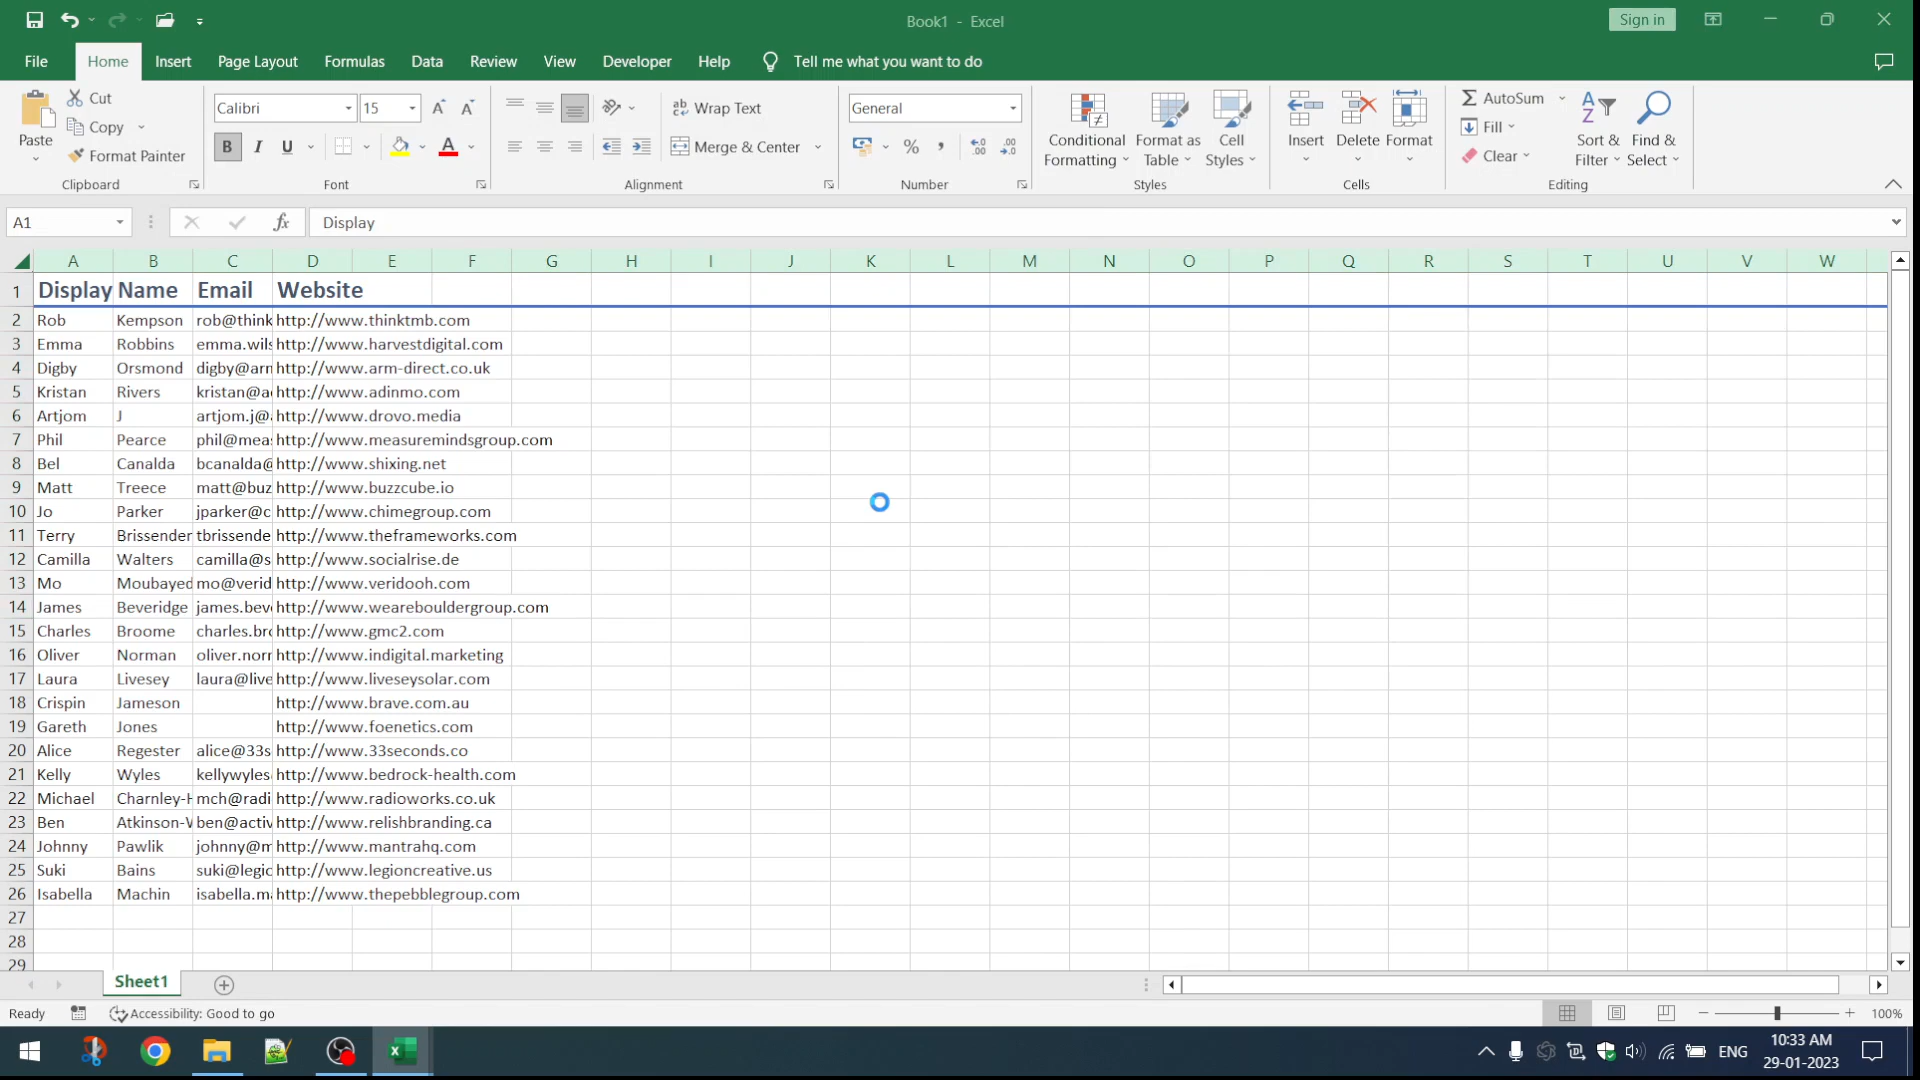 Book1 - Excel
Sign in
File Home Insert Page Layout Formulas Data Review View Developer Help Tell me what you want to do
Paste
Cut
Copy
Format Painter
Clipboard
Calibri 15
B I U
Font
Wrap Text
Merge & Center
Alignment
General
Number
Conditional Formatting
Format as Table
Cell Styles
Styles
Insert
Delete
Format
Cells
AutoSum
Fill
Clear
Sort & Filter
Find & Select
Editing
A1 fx Display
A B C D E F G H I J K L M N O P Q R S T U V W
1 Display Name Email Website
2 Rob Kempson rob@think http://www.thinktmb.com
3 Emma Robbins emma.wils http://www.harvestdigital.com
4 Digby Orsmond digby@arm http://www.arm-direct.co.uk
5 Kristan Rivers kristan@a http://www.adinmo.com
6 Artjom J artjom.j@ http://www.drovo.media
7 Phil Pearce phil@meas http://www.measuremindsgroup.com
8 Bel Canalda bcanalda@ http://www.shixing.net
9 Matt Treece matt@buz http://www.buzzcube.io
10 Jo Parker jparker@c http://www.chimegroup.com
11 Terry Brissenden tbrissende http://www.theframeworks.com
12 Camilla Walters camilla@s http://www.socialrise.de
13 Mo Moubayed mo@verid http://www.veridooh.com
14 James Beveridge james.beve http://www.wearebouldergroup.com
15 Charles Broome charles.bro http://www.gmc2.com
16 Oliver Norman oliver.norr http://www.indigital.marketing
17 Laura Livesey laura@live http://www.liveseysolar.com
18 Crispin Jameson http://www.brave.com.au
19 Gareth Jones http://www.foenetics.com
20 Alice Regester alice@33s http://www.33seconds.co
21 Kelly Wyles kellywyles http://www.bedrock-health.com
22 Michael Charnley-H mch@radi http://www.radioworks.co.uk
23 Ben Atkinson-W ben@activ http://www.relishbranding.ca
24 Johnny Pawlik johnny@m http://www.mantrahq.com
25 Suki Bains suki@legic http://www.legioncreative.us
26 Isabella Machin isabella.ma http://www.thepebblegroup.com
27
28
29
Sheet1
Ready Accessibility: Good to go 100%
ENG
10:33 AM
29-01-2023